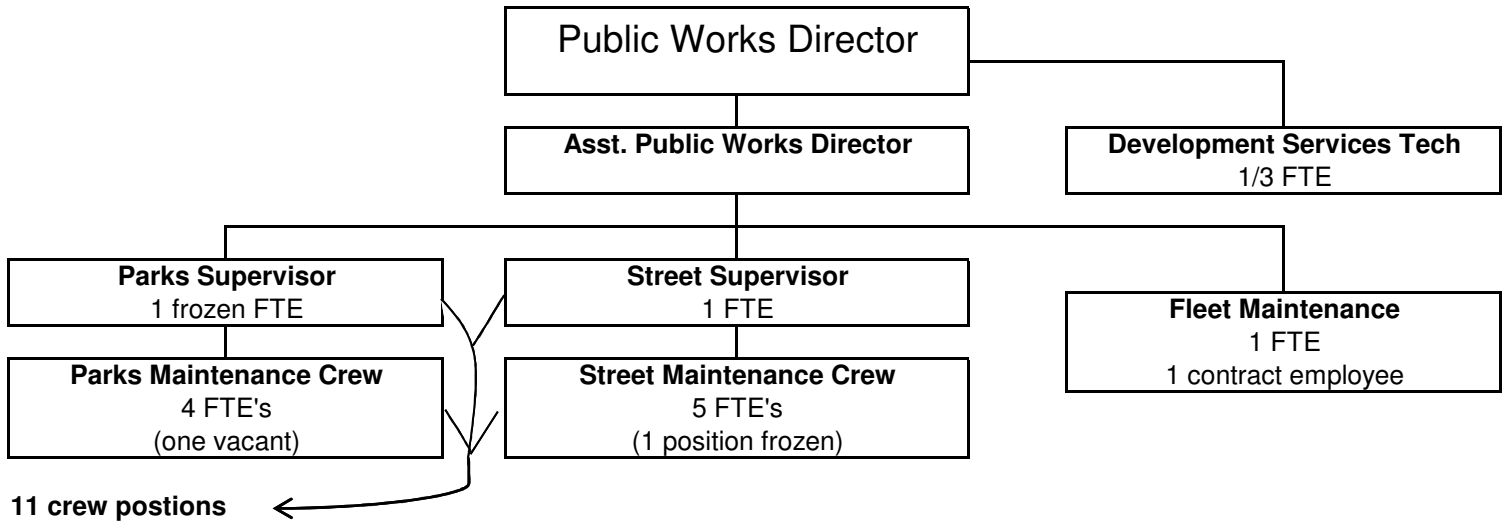 Public Works Director
Asst. Public Works Director
Development Services Tech
1/3 FTE
Parks Supervisor
1 frozen FTE
Street Supervisor
1 FTE
Fleet Maintenance
1 FTE
1 contract employee
Parks Maintenance Crew
4 FTE's
(one vacant)
Street Maintenance Crew
5 FTE's
(1 position frozen)
11 crew postions